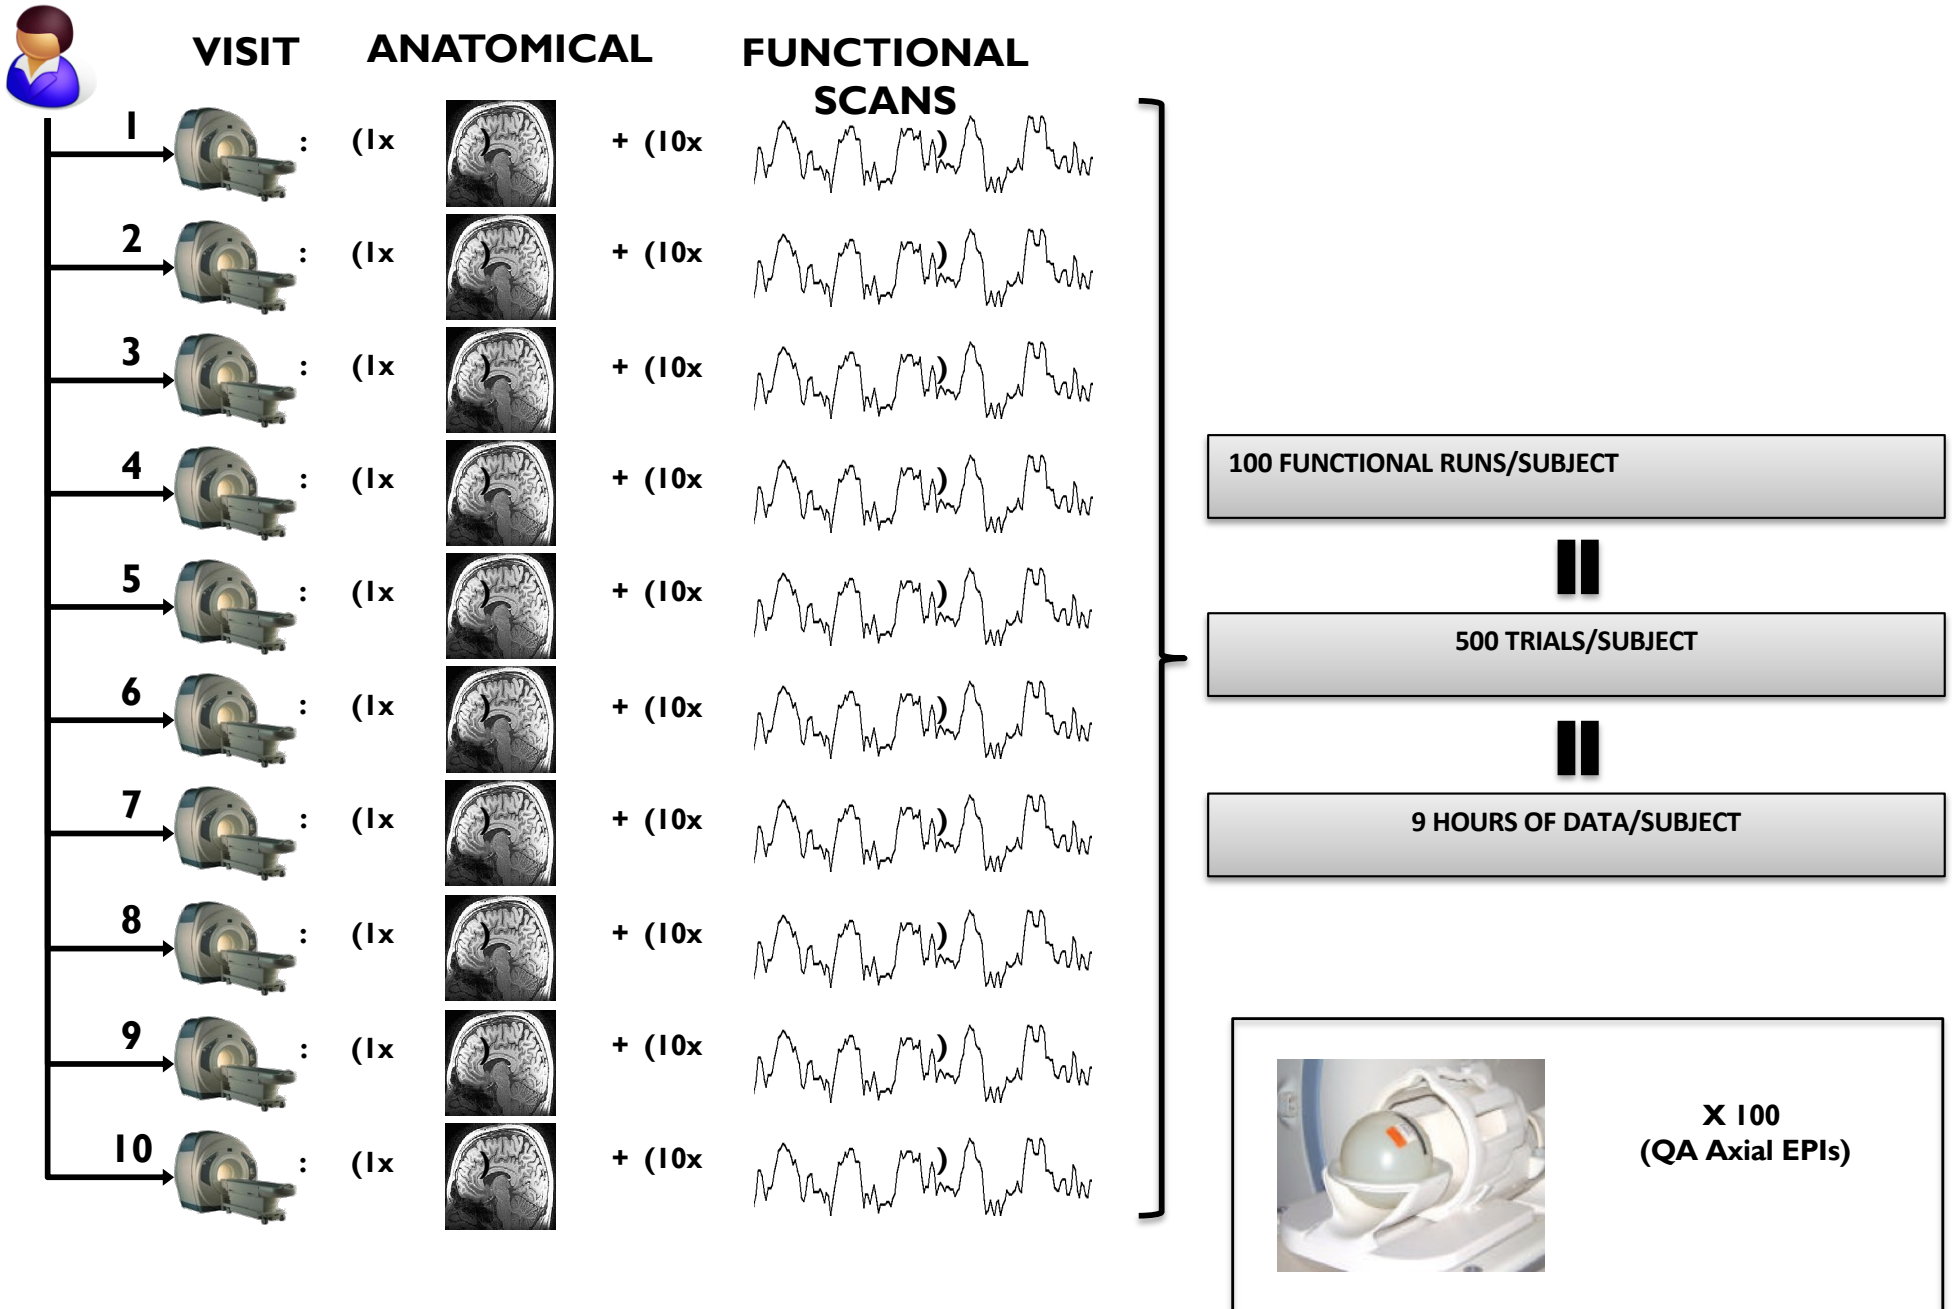 VISIT ANATOMICAL FUNCTIONAL
SCANS
1 : (1x ) + (10x )
2 : (1x ) + (10x )
3 : (1x ) + (10x )
4 : (1x ) + (10x )
5 : (1x ) + (10x )
6 : (1x ) + (10x )
7 : (1x ) + (10x )
8 : (1x ) + (10x )
9 : (1x ) + (10x )
10 : (1x ) + (10x )
100 FUNCTIONAL RUNS/SUBJECT
500 TRIALS/SUBJECT
9 HOURS OF DATA/SUBJECT
X 100
(QA Axial EPIs)